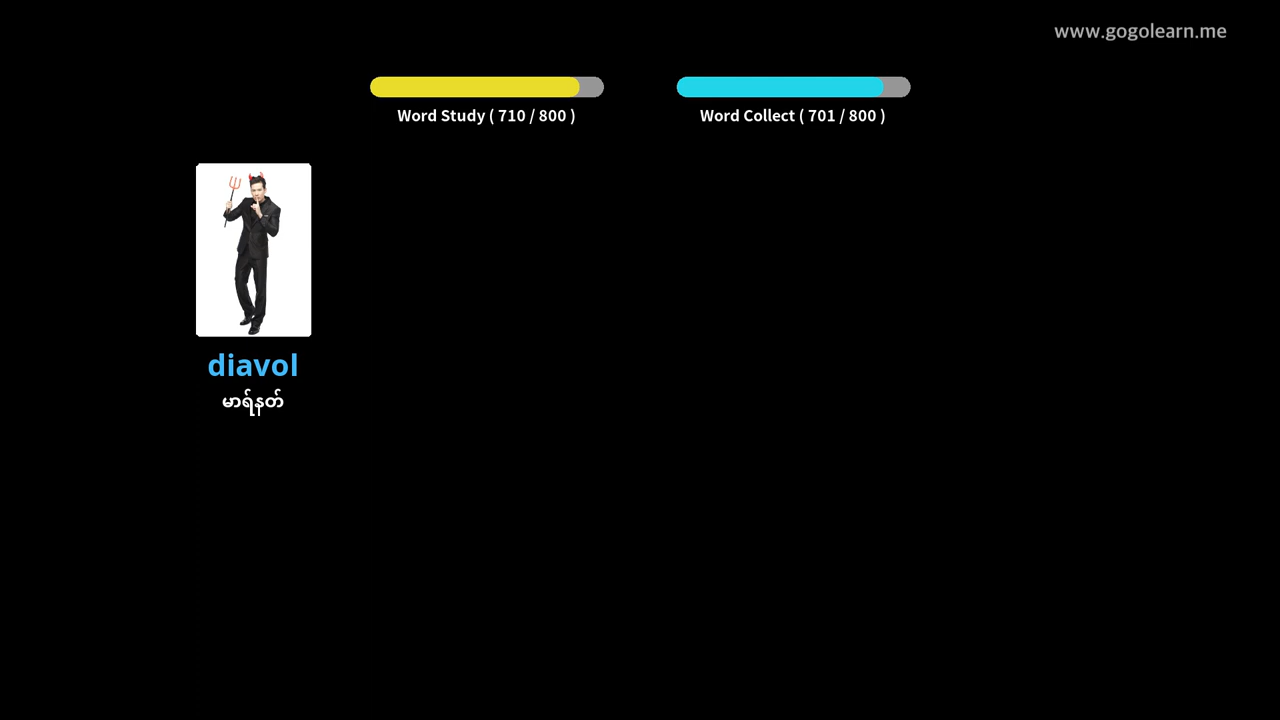 www.gogolearn.me
Word Study ( 710 / 800 )
Word Collect ( 701 / 800 )
diavol
မာရ်နတ်